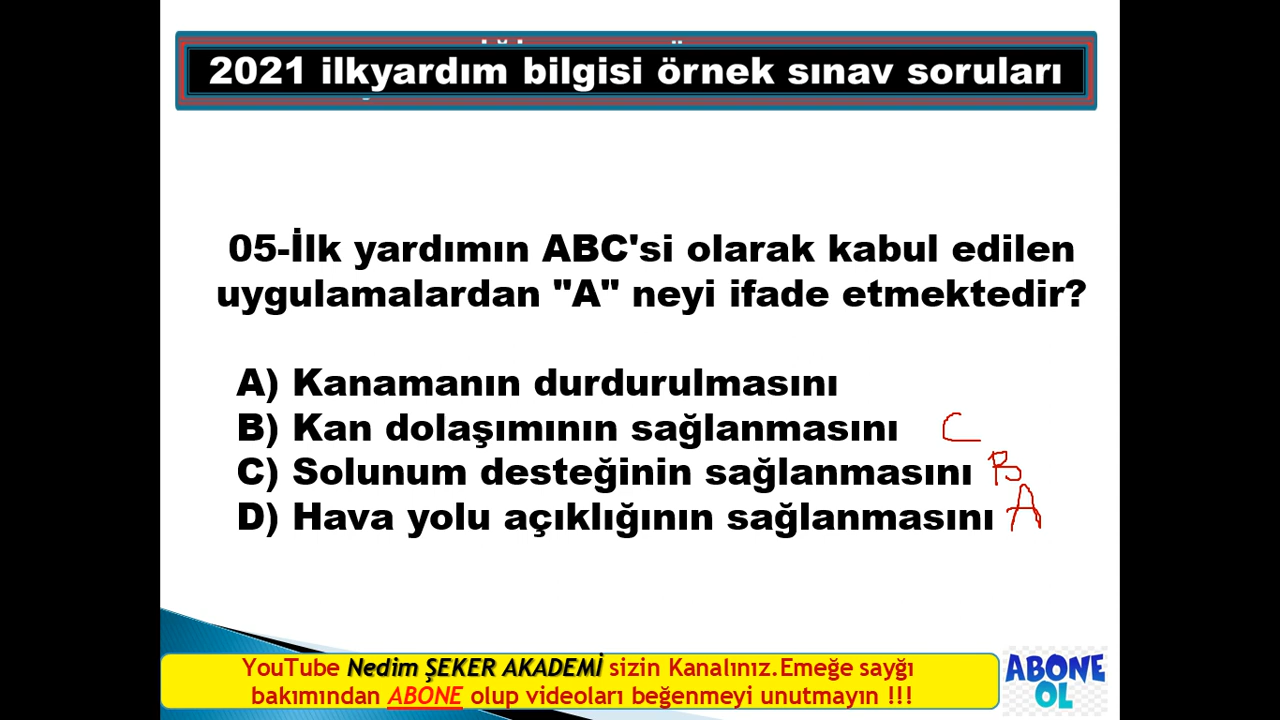 2021 ilkyardım bilgisi örnek sınav soruları
05-İlk yardımın ABC'si olarak kabul edilen
uygulamalardan "A" neyi ifade etmektedir?
A) Kanamanın durdurulmasını
B) Kan dolaşımının sağlanmasını C
C) Solunum desteğinin sağlanmasını B
D) Hava yolu açıklığının sağlanmasını A
YouTube Nedim ŞEKER AKADEMİ sizin Kanalınız.Emeğe sayğı
bakımından ABONE olup videoları beğenmeyi unutmayın !!!
ABONE
OL